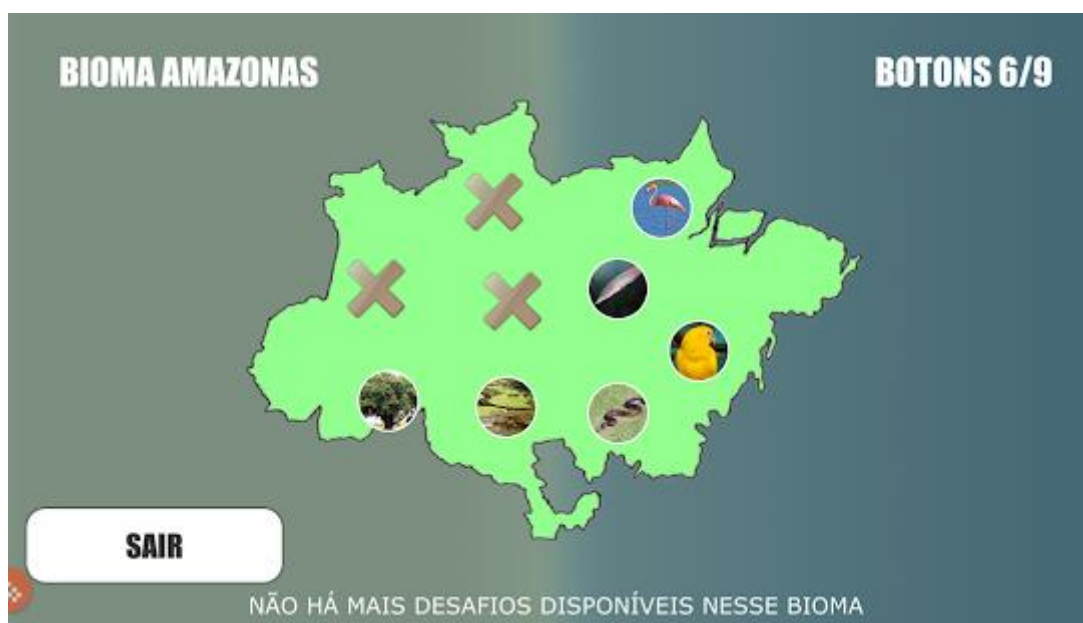 BIOMA AMAZONAS
BOTONS 6/9
SAIR
NÃO HÁ MAIS DESAFIOS DISPONÍVEIS NESSE BIOMA